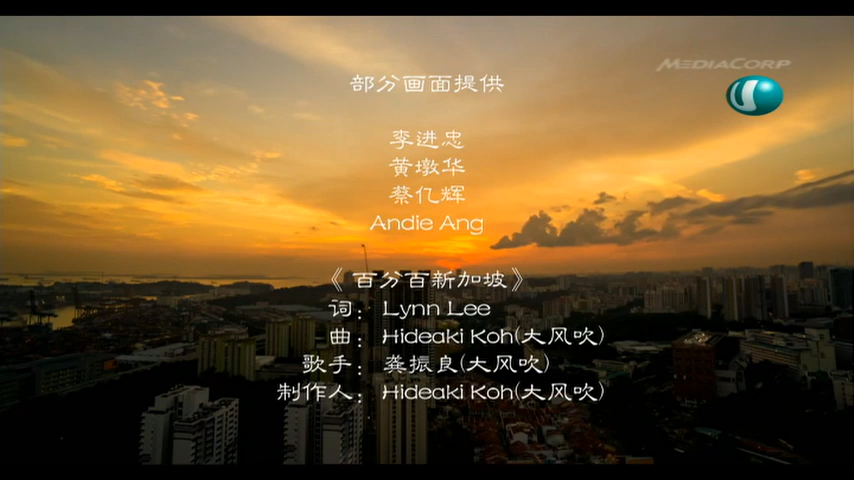 MEDIACORP
部分画面提供
李进忠
黄墩华
蔡亿辉
Andie Ang
《百分百新加坡》
词：Lynn Lee
曲：Hideaki Koh(大风吹)
歌手：龚振良(大风吹)
制作人：Hideaki Koh(大风吹)